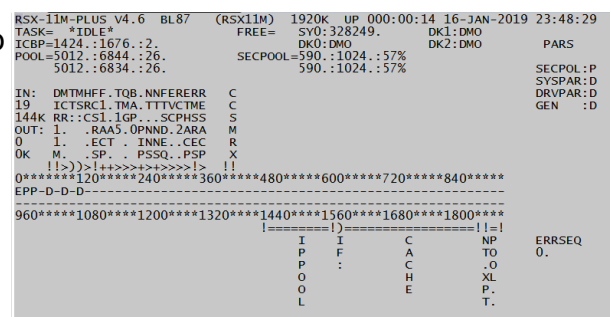 RSX-11M-PLUS V4.6  BL87   (RSX11M)  1920K  UP 000:00:14 16-JAN-2019 23:48:29
TASK=  *IDLE*              FREE=  SY0:328249.    DK1:DMO
ICBP=1424.:1676.:2.               DK0:DMO        DK2:DMO       PARS
POOL=5012.:6844.:26.     SECPOOL=590.:1024.:57%
     5012.:6834.:26.             590.:1024.:57%               SECPOL:P
                                                              SYSPAR:D
IN:  DMTMHFF.TQB.NNFERERR   C                                 DRVPAR:D
19   ICTSRC1.TMA.TTTVCTME   C                                 GEN   :D
144K RR::CS1.1GP...SCPHSS   S
OUT: 1.  .RAA5.0PNND.2ARA   M
0    1.  .ECT . INNE..CEC   R
0K   M.  .SP. . PSSQ..PSP   X
     !!>))>!++>>>+>+>>>>!>  !!
0*******120*****240*****360*****480*****600*****720*****840*****
EPP-D-D-D-------------------------------------------------------
----------------------------------------------------------------
960*****1080****1200****1320****1440****1560****1680****1800****
                                !========!)==================!!=!
                                     I    I        C         NP     ERRSEQ
                                     P    F        A         TO     0.
                                     P    :        C         .O
                                     O             H         XL
                                     O             E         P.
                                     L                       T.